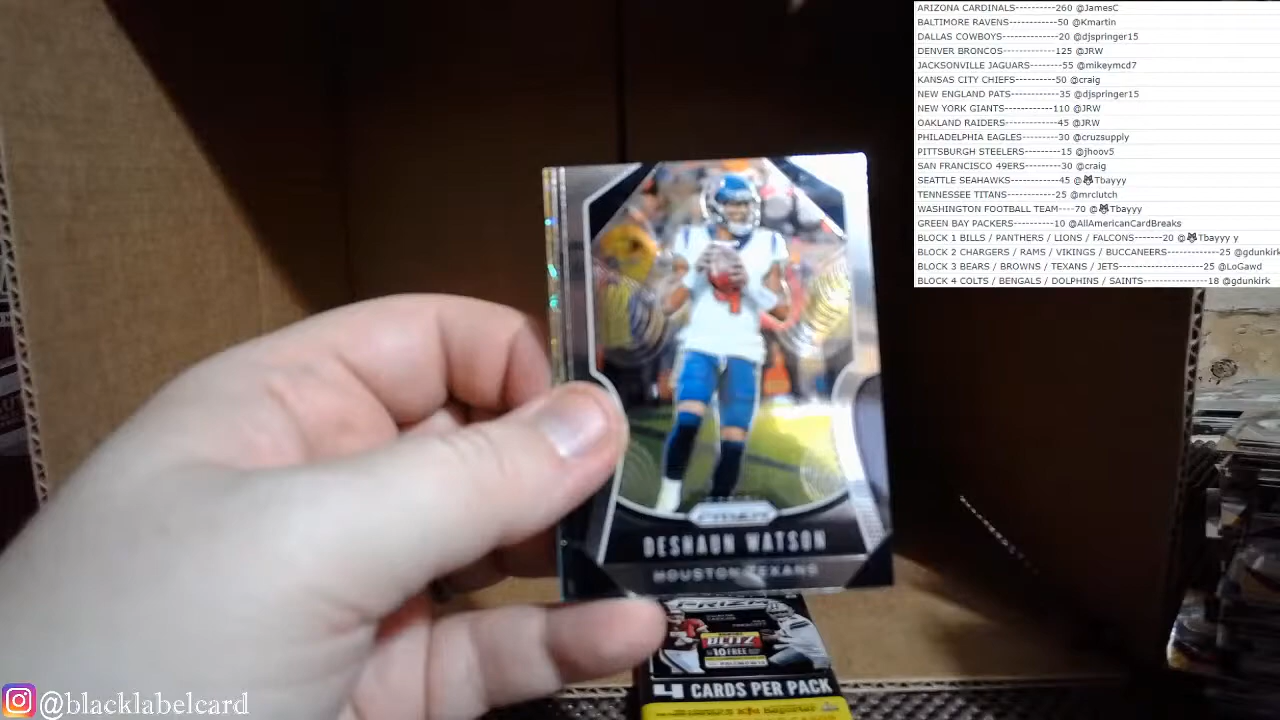 ARIZONA CARDINALS----------260 @JamesC
BALTIMORE RAVENS------------50 @Kmartin
DALLAS COWBOYS--------------20 @djspringer15
DENVER BRONCOS-------------125 @JRW
JACKSONVILLE JAGUARS--------55 @mikeymcd7
KANSAS CITY CHIEFS----------50 @craig
NEW ENGLAND PATS------------35 @djspringer15
NEW YORK GIANTS------------110 @JRW
OAKLAND RAIDERS-------------45 @JRW
PHILADELPHIA EAGLES---------30 @cruzsupply
PITTSBURGH STEELERS---------15 @jhoov5
SAN FRANCISCO 49ERS---------30 @craig
SEATTLE SEAHAWKS------------45 @Tbayyy
TENNESSEE TITANS------------25 @mrclutch
WASHINGTON FOOTBALL TEAM----70 @Tbayyy
GREEN BAY PACKERS-----------10 @AllAmericanCardBreaks
BLOCK 1 BILLS / PANTHERS / LIONS / FALCONS-------20 @Tbayyy y
BLOCK 2 CHARGERS / RAMS / VIKINGS / BUCCANEERS-------------25 @gdunkirk
BLOCK 3 BEARS / BROWNS / TEXANS / JETS---------------------25 @LoGawd
BLOCK 4 COLTS / BENGALS / DOLPHINS / SAINTS----------------18 @gdunkirk
4
PRIZM
DESHAUN WATSON
HOUSTON TEXANS
PRIZM
BLITZ
10 FREE
4 CARDS PER PACK
@blacklabelcard